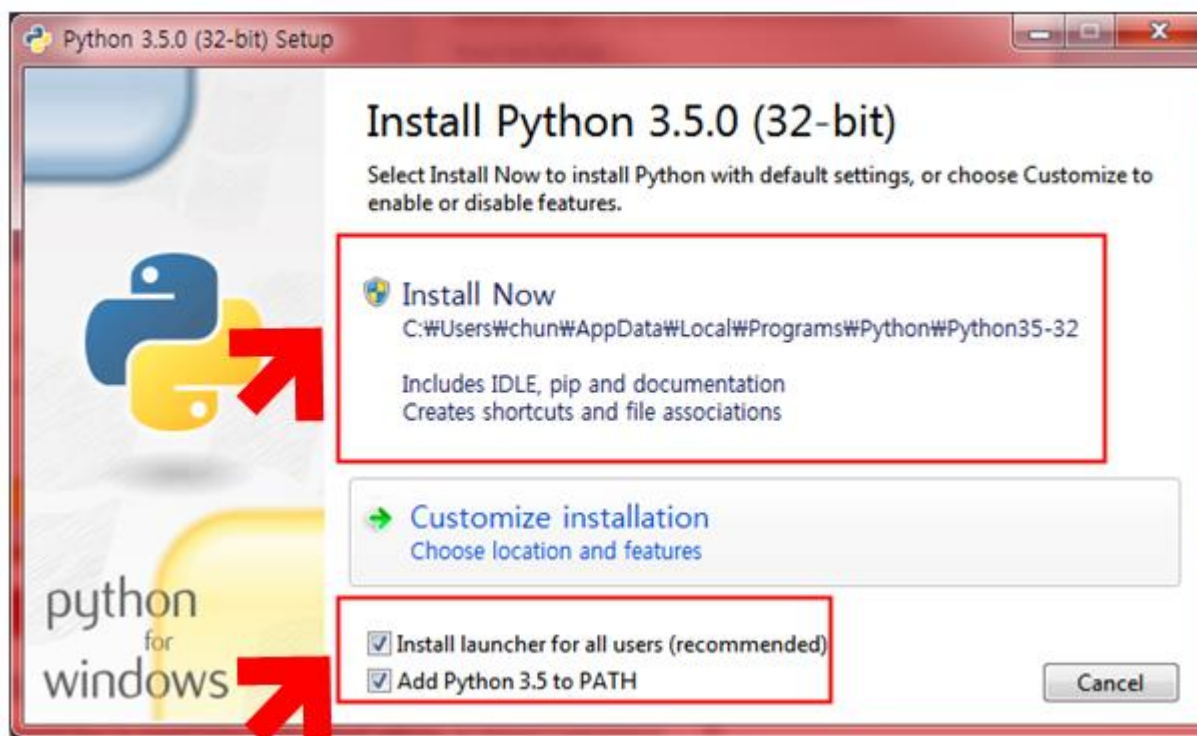 Python 3.5.0 (32-bit) Setup
Install Python 3.5.0 (32-bit)
Select Install Now to install Python with default settings, or choose Customize to
enable or disable features.
Install Now
C:₩Users₩chun₩AppData₩Local₩Programs₩Python₩Python35-32
Includes IDLE, pip and documentation
Creates shortcuts and file associations
Customize installation
Choose location and features
python
for
windows
Install launcher for all users (recommended)
Add Python 3.5 to PATH
Cancel